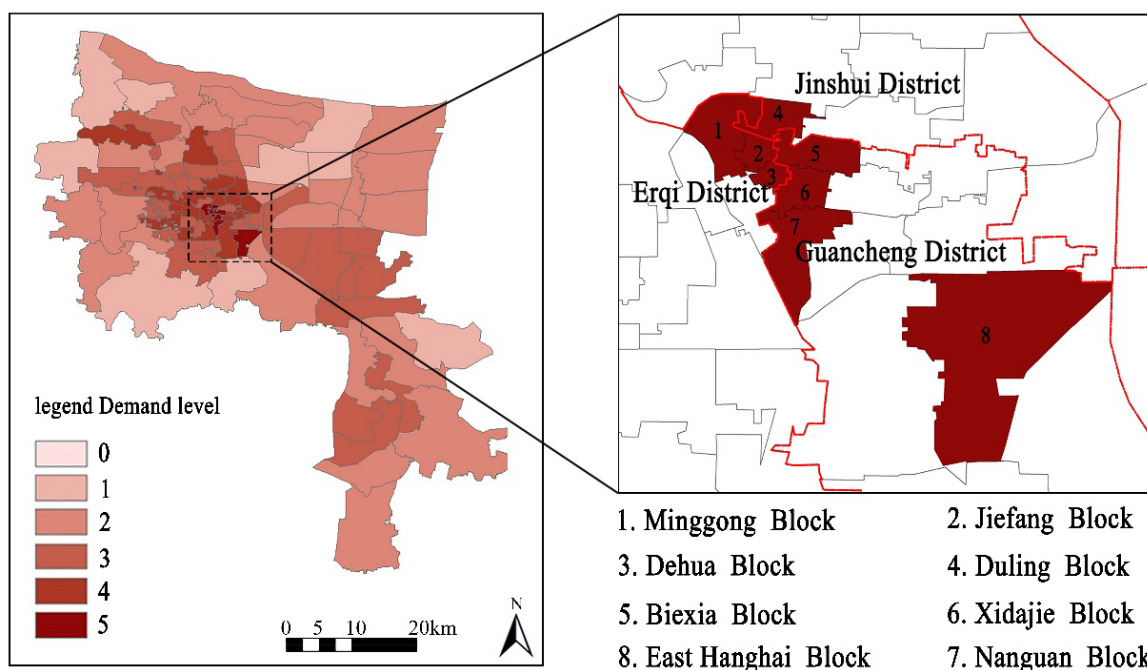 legend Demand level
0
1
2
3
4
5
0 5 10 20km
N
Jinshui District
Erqi District
Guancheng District
1
2
3
4
5
6
7
8
1. Minggong Block
2. Jiefang Block
3. Dehua Block
4. Duling Block
5. Biexia Block
6. Xidajie Block
8. East Hanghai Block
7. Nanguan Block